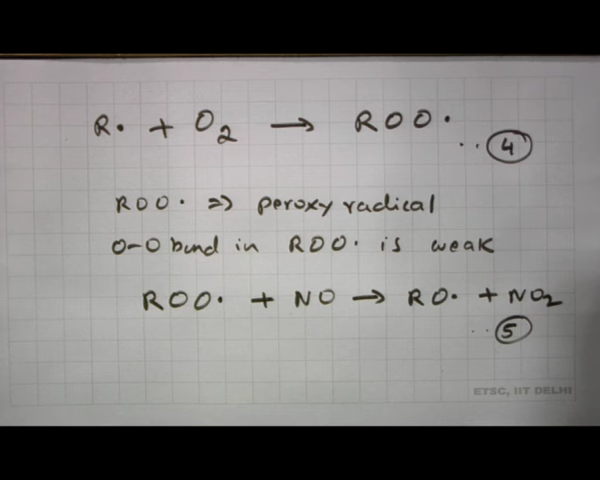 R• + O2 → ROO•
..④
ROO• ⇒ peroxy radical
O-O bond in ROO• is weak
ROO• + NO → RO• + NO2
..⑤
ETSC, IIT DELHI